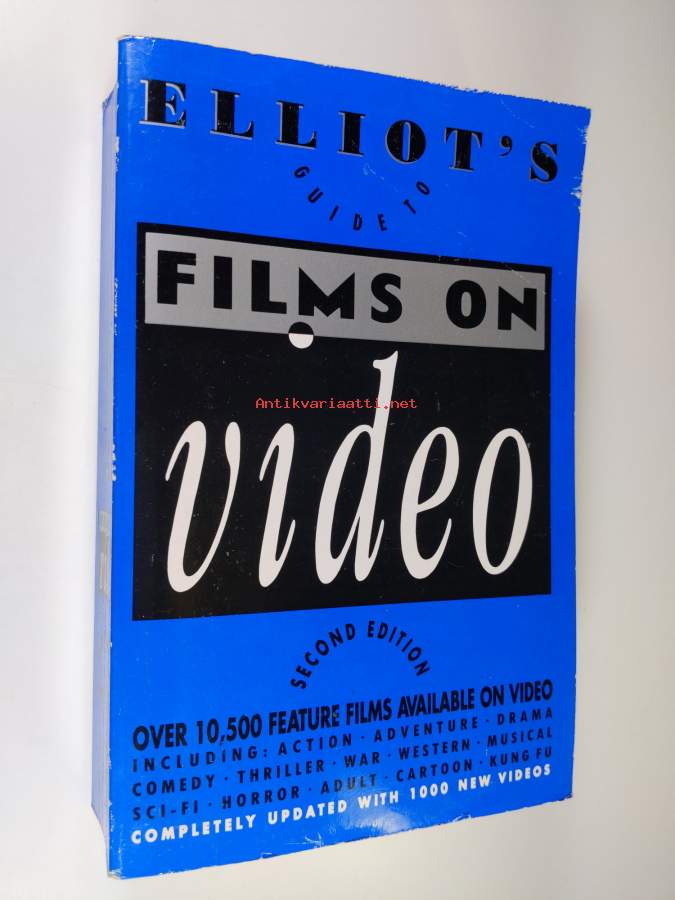 ELLIOT'S
GUIDE TO
FILMS ON
video
Antikvariaatti.net
SECOND EDITION
OVER 10,500 FEATURE FILMS AVAILABLE ON VIDEO
INCLUDING: ACTION · ADVENTURE · DRAMA
COMEDY · THRILLER · WAR · WESTERN · MUSICAL
SCI-FI · HORROR · ADULT · CARTOON · KUNG FU
COMPLETELY UPDATED WITH 1000 NEW VIDEOS